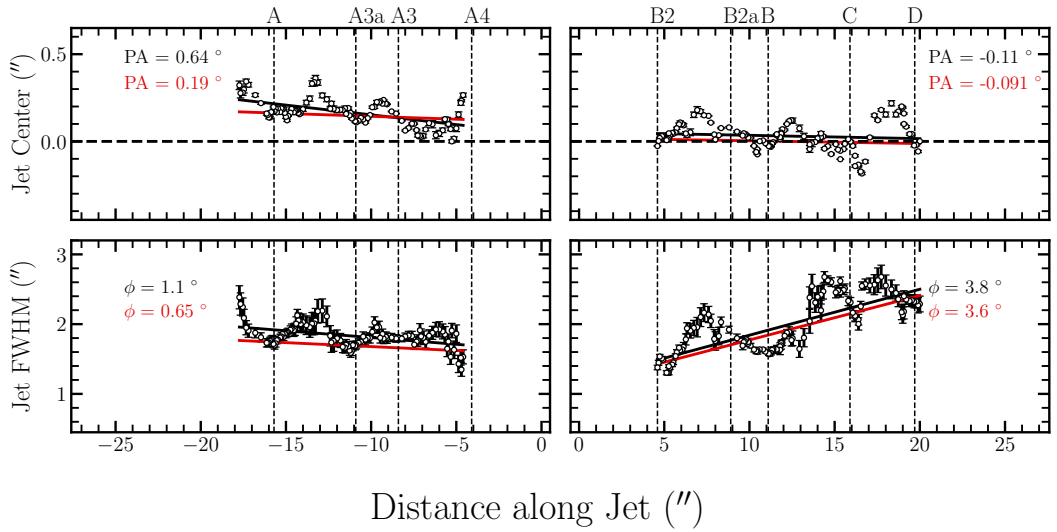 A A3a A3 A4 B2 B2a B C D
Jet Center (′′)
0.5
0.0
PA = 0.64 °
PA = 0.19 °
PA = -0.11 °
PA = -0.091 °
Jet FWHM (′′)
3
2
1
ϕ = 1.1 °
ϕ = 0.65 °
ϕ = 3.8 °
ϕ = 3.6 °
−25 −20 −15 −10 −5 0 0 5 10 15 20 25
Distance along Jet (′′)